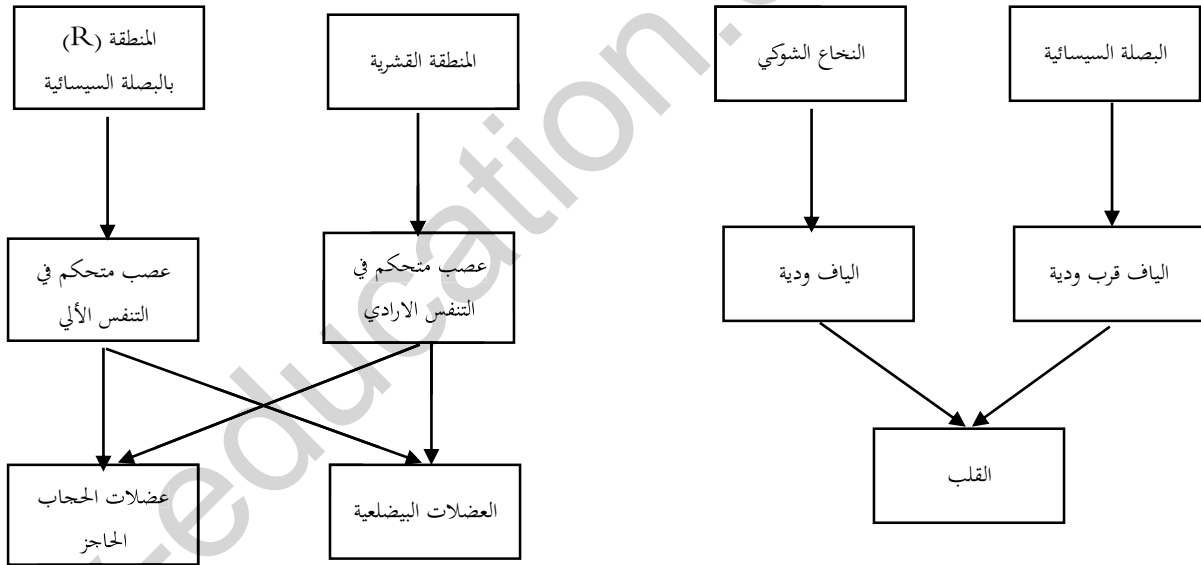 البصلة السيسائية
النخاع الشوكي
المنطقة القشرية
المنطقة (R)
بالبصلة السيسائية
الياف قرب ودية
الياف ودية
عصب متحكم في
التنفس الارادي
عصب متحكم في
التنفس الألي
القلب
العضلات البيضلعية
عضلات الحجاب
الحاجز
-education.